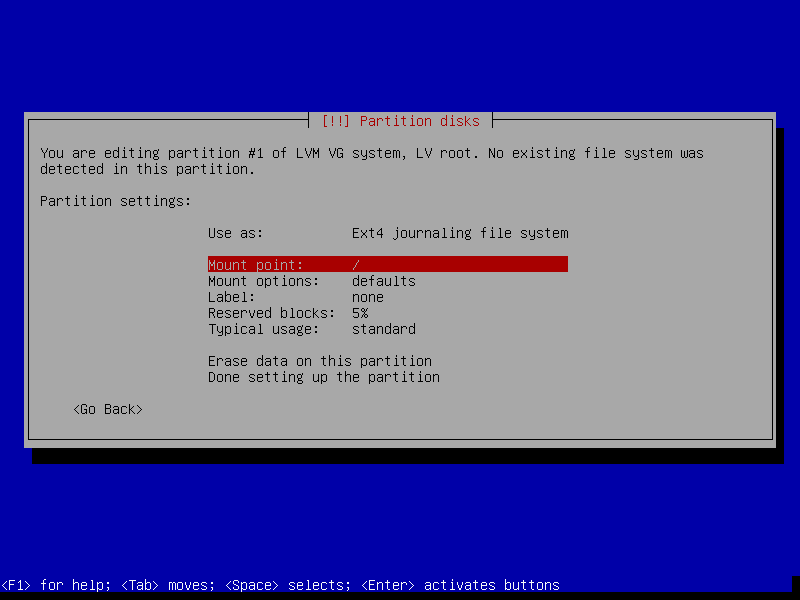 [!!] Partition disks
You are editing partition #1 of LVM VG system, LV root. No existing file system was
detected in this partition.
Partition settings:
Use as: Ext4 journaling file system
Mount point: /
Mount options: defaults
Label: none
Reserved blocks: 5%
Typical usage: standard
Erase data on this partition
Done setting up the partition
<Go Back>
<F1> for help; <Tab> moves; <Space> selects; <Enter> activates buttons